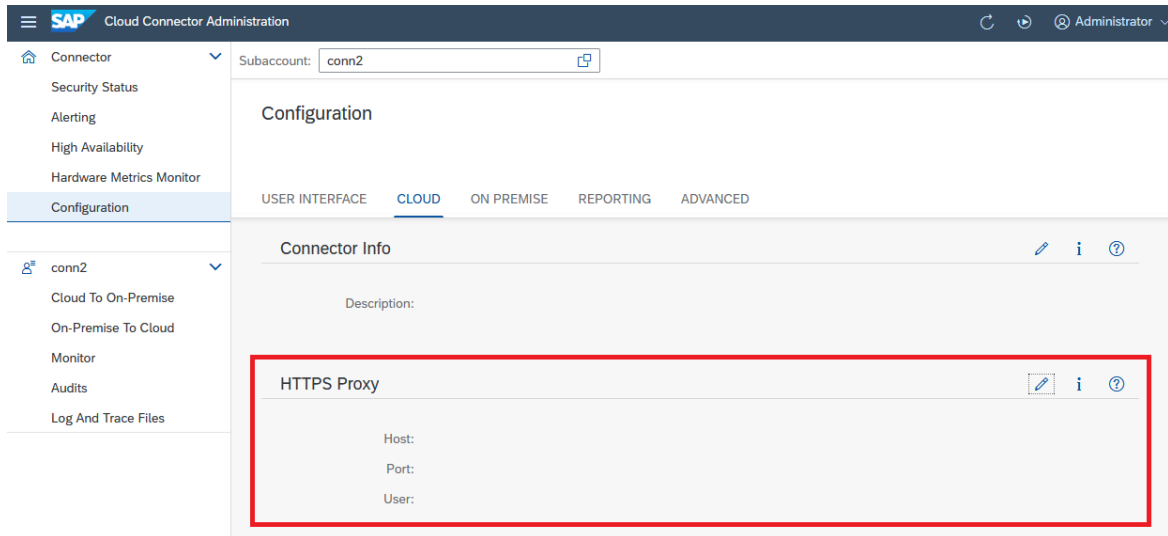 SAP Cloud Connector Administration
Administrator
Connector
Security Status
Alerting
High Availability
Hardware Metrics Monitor
Configuration
conn2
Cloud To On-Premise
On-Premise To Cloud
Monitor
Audits
Log And Trace Files
Subaccount: conn2
Configuration
USER INTERFACE CLOUD ON PREMISE REPORTING ADVANCED
Connector Info
Description:
HTTPS Proxy
Host:
Port:
User: